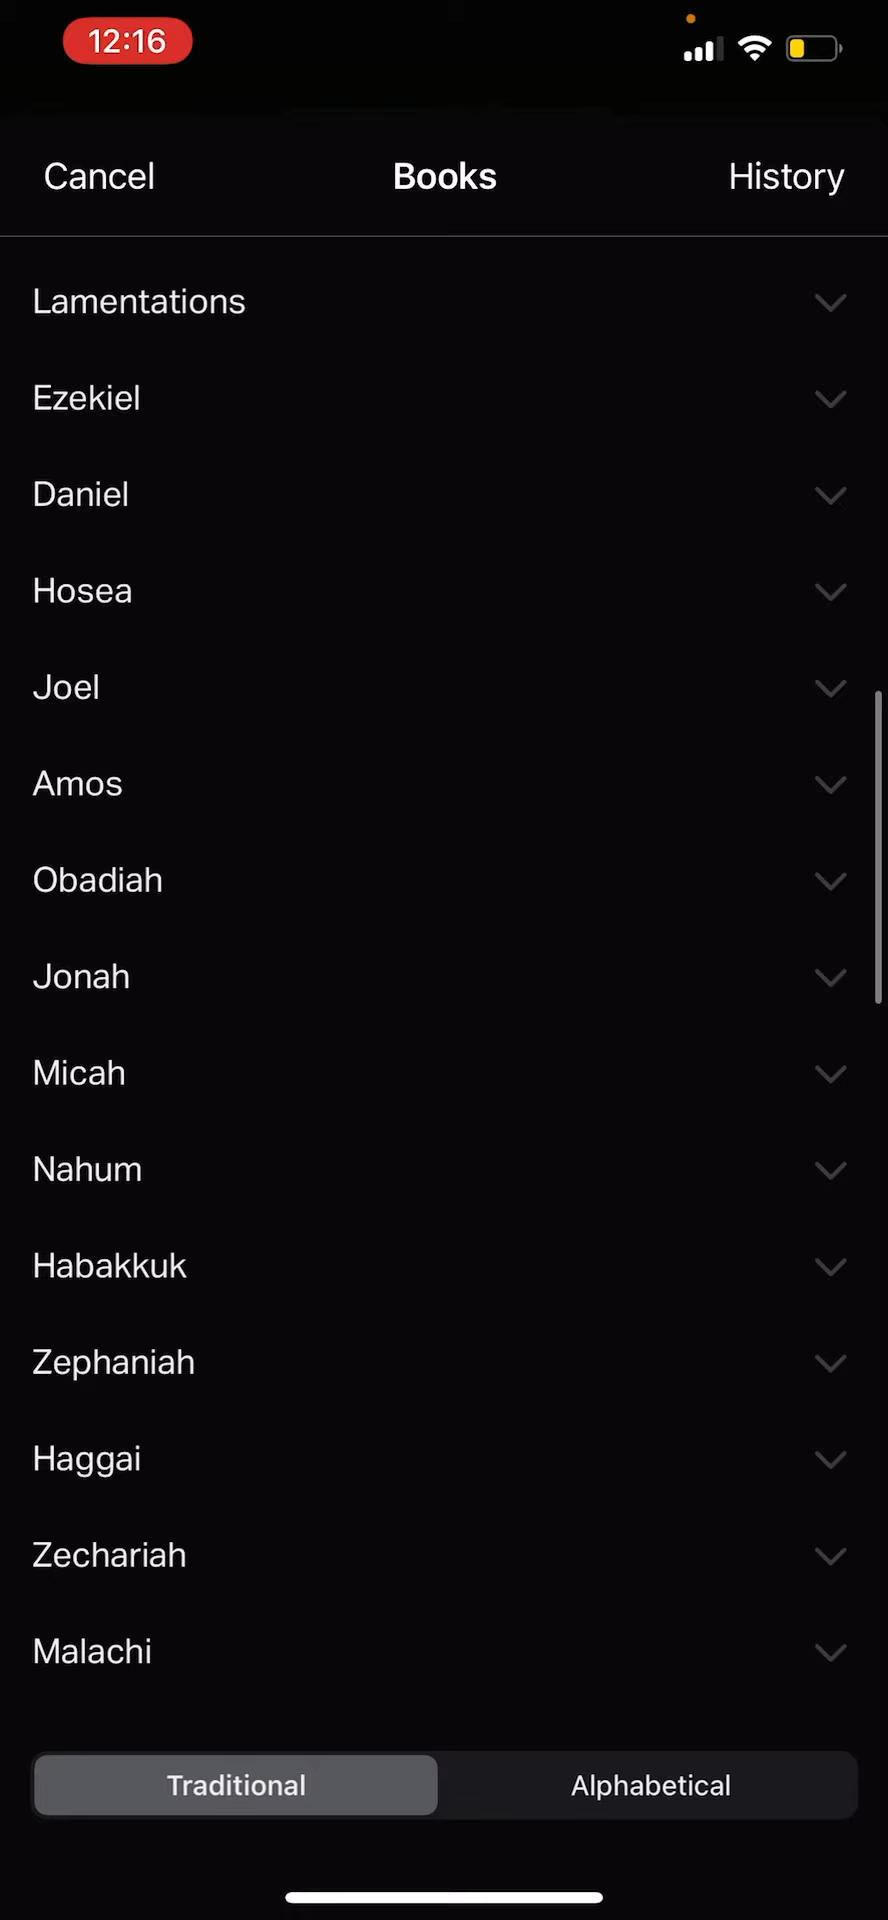 12:16
Cancel Books History
Lamentations
Ezekiel
Daniel
Hosea
Joel
Amos
Obadiah
Jonah
Micah
Nahum
Habakkuk
Zephaniah
Haggai
Zechariah
Malachi
Traditional Alphabetical